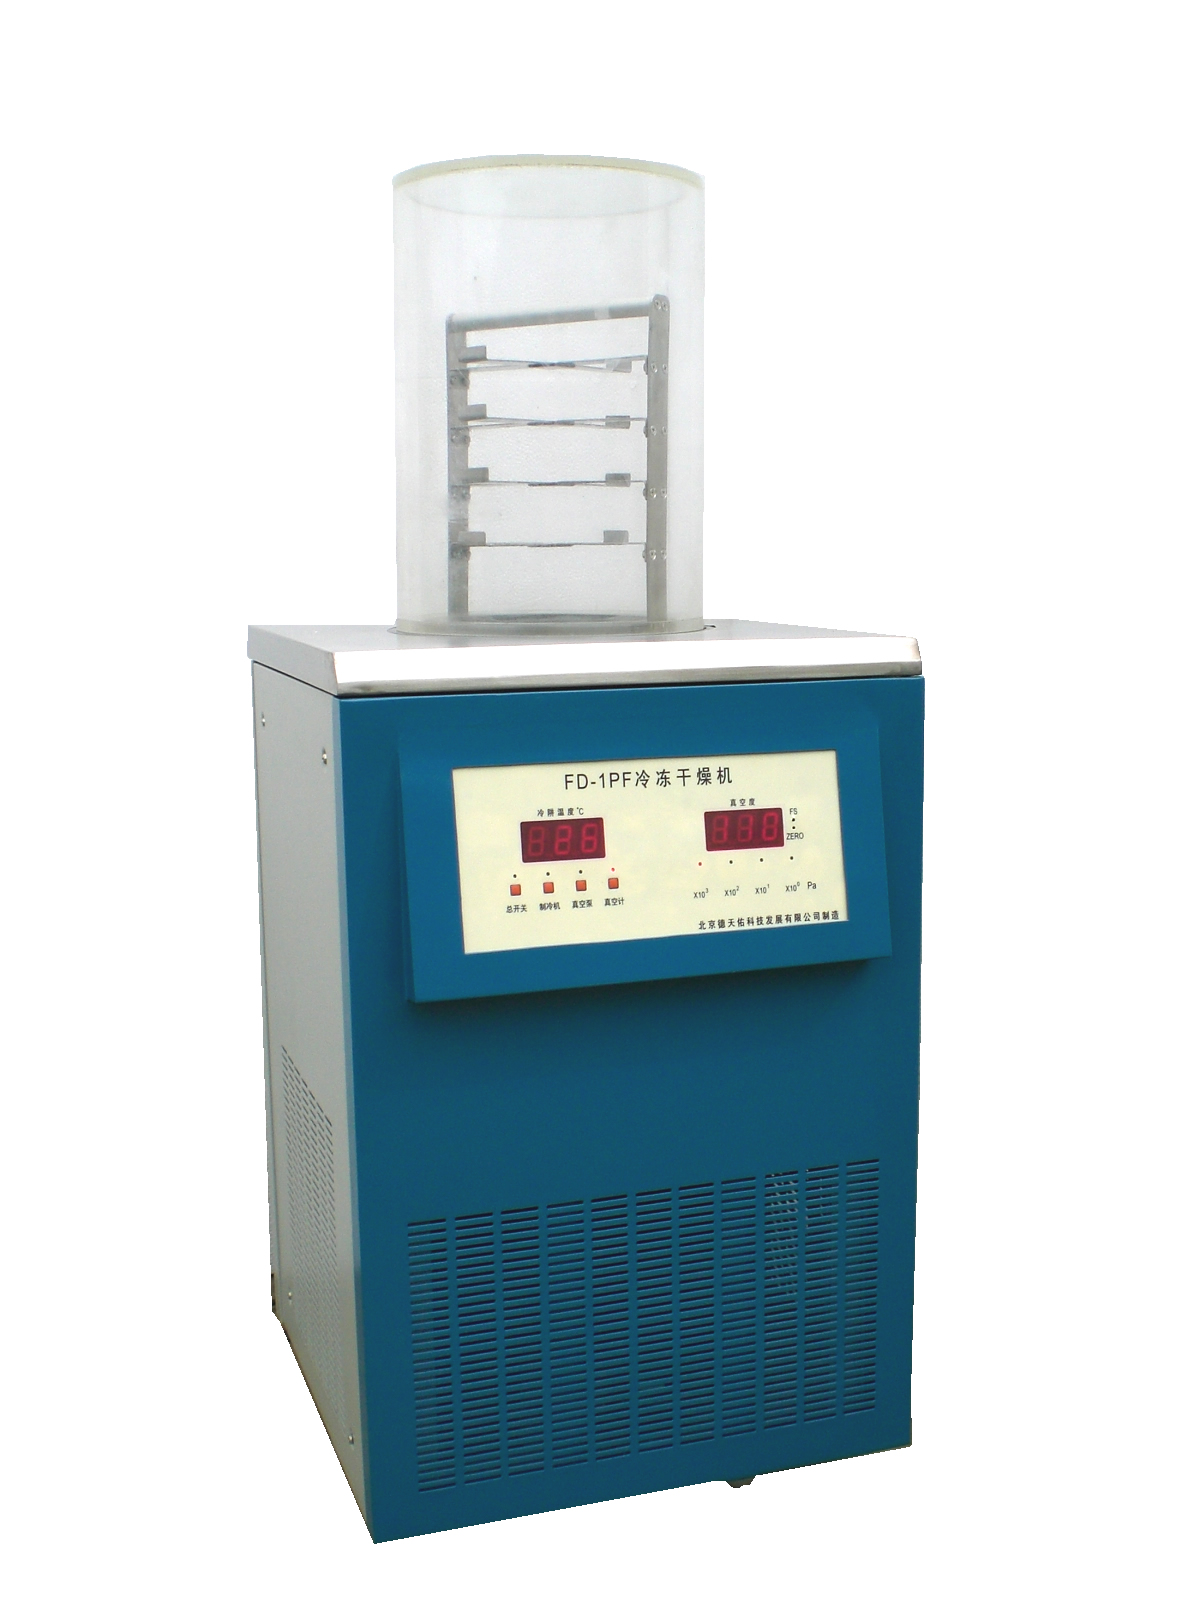 FD-1PF冷冻干燥机
冷阱温度℃
真空度
FS
ZERO
总开关 制冷机 真空泵 真空计
X10³ X10² X10¹ X10⁰ Pa
北京德天佑科技发展有限公司制造